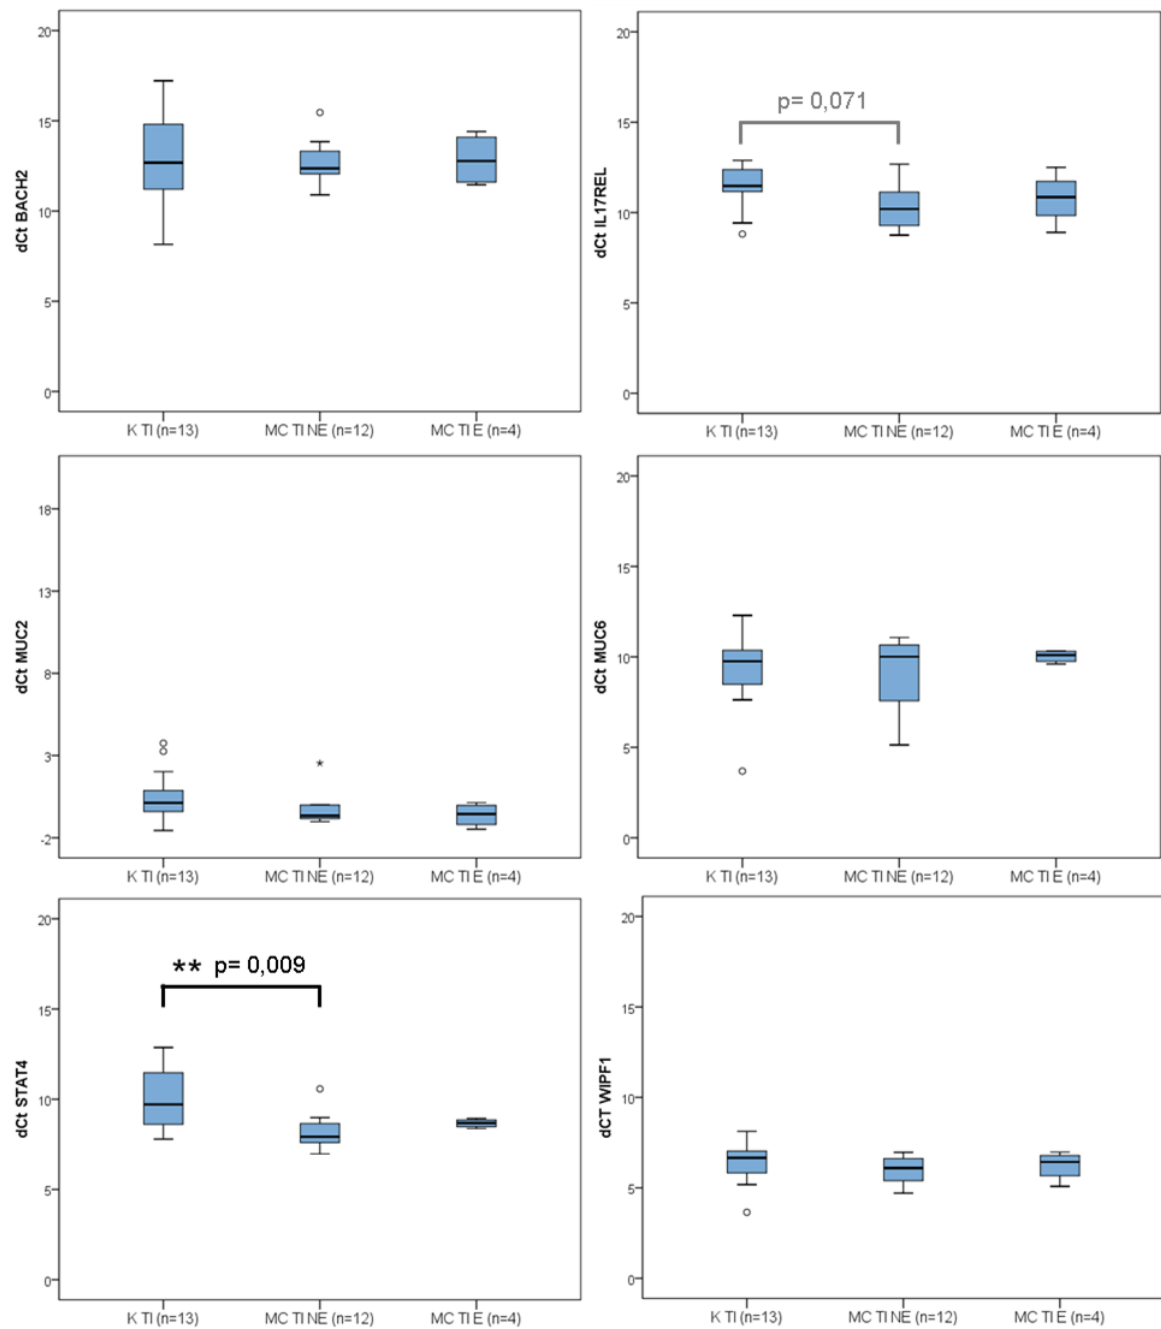 20
15
10
5
0
dCt BACH2
K TI (n=13)
MC TI NE (n=12)
MC TI E (n=4)
20
15
10
5
0
dCt IL17REL
p= 0,071
K TI (n=13)
MC TI NE (n=12)
MC TI E (n=4)
18
13
8
3
-2
dCt MUC2
*
K TI (n=13)
MC TI NE (n=12)
MC TI E (n=4)
20
15
10
5
0
dCt MUC6
K TI (n=13)
MC TI NE (n=12)
MC TI E (n=4)
20
15
10
5
0
dCt STAT4
** p= 0,009
K TI (n=13)
MC TI NE (n=12)
MC TI E (n=4)
20
15
10
5
0
dCT WIPF1
K TI (n=13)
MC TI NE (n=12)
MC TI E (n=4)